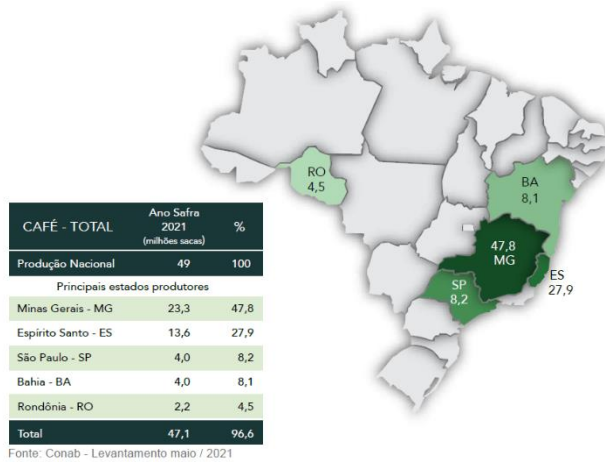 RO
4,5
BA
8,1
47,8
MG
ES
27,9
SP
8,2
CAFÉ - TOTAL Ano Safra 2021 (milhões sacas) %
Produção Nacional 49 100
Principais estados produtores
Minas Gerais - MG 23,3 47,8
Espírito Santo - ES 13,6 27,9
São Paulo - SP 4,0 8,2
Bahia - BA 4,0 8,1
Rondônia - RO 2,2 4,5
Total 47,1 96,6
Fonte: Conab - Levantamento maio / 2021